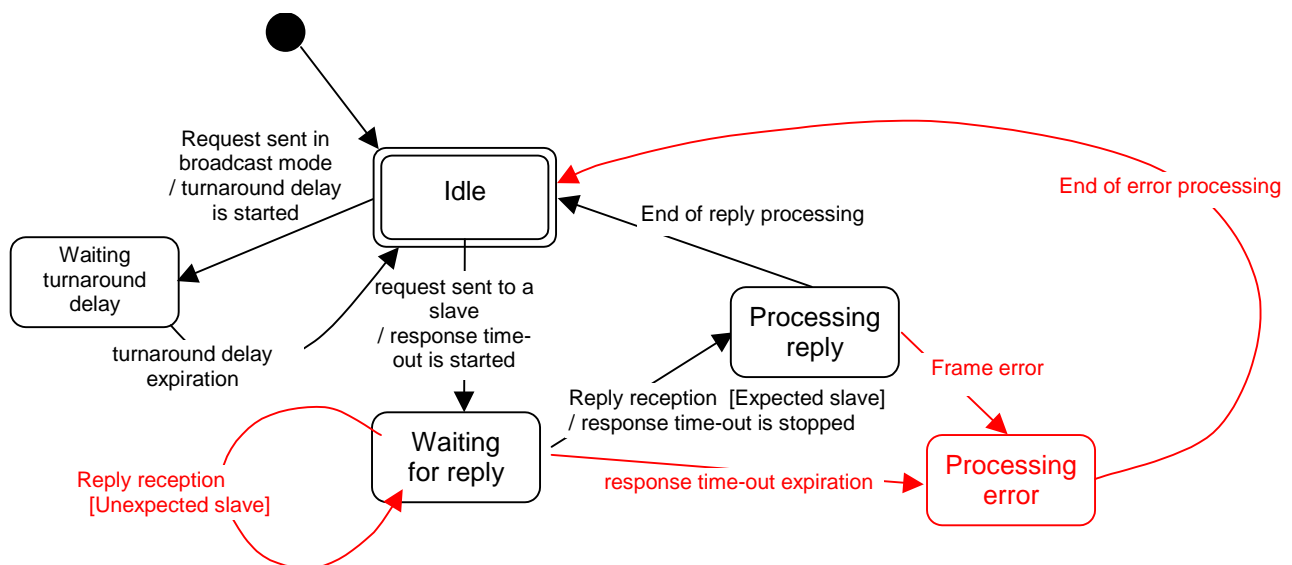 Request sent in
broadcast mode
/ turnaround delay
is started
Idle
End of error processing
End of reply processing
Waiting
turnaround
delay
request sent to a
slave
/ response time-
out is started
Processing
reply
turnaround delay
expiration
Frame error
Reply reception [Expected slave]
/ response time-out is stopped
Waiting
for reply
Reply reception
[Unexpected slave]
response time-out expiration
Processing
error